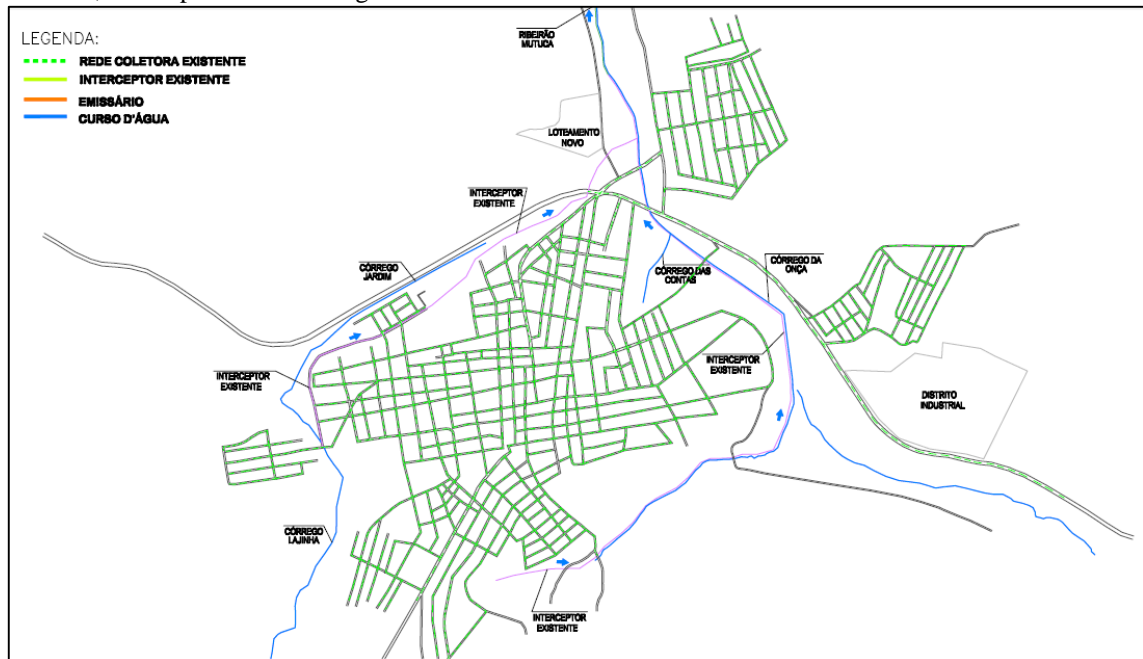 LEGENDA:
REDE COLETORA EXISTENTE
INTERCEPTOR EXISTENTE
EMISSÁRIO
CURSO D'ÁGUA
RIBEIRÃO
MUTUCA
LOTEAMENTO
NOVO
INTERCEPTOR
EXISTENTE
CÓRREGO
JARDIM
CÓRREGO DAS
CONTAS
CÓRREGO DA
ONÇA
INTERCEPTOR
EXISTENTE
INTERCEPTOR
EXISTENTE
DISTRITO
INDUSTRIAL
CÓRREGO
LAJINHA
INTERCEPTOR
EXISTENTE